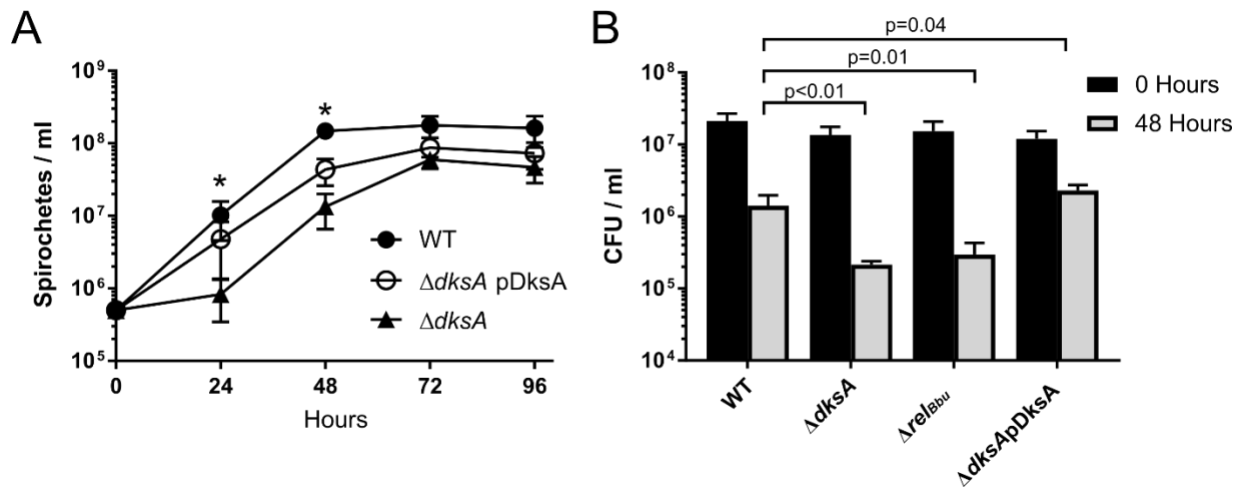 A
Spirochetes / ml
10⁹
10⁸
10⁷
10⁶
10⁵
*
*
WT
ΔdksA pDksA
ΔdksA
0
24
48
72
96
Hours
B
p=0.04
p=0.01
p<0.01
0 Hours
48 Hours
CFU / ml
10⁸
10⁷
10⁶
10⁵
10⁴
WT
ΔdksA
Δrel_Bbu
ΔdksApDksA